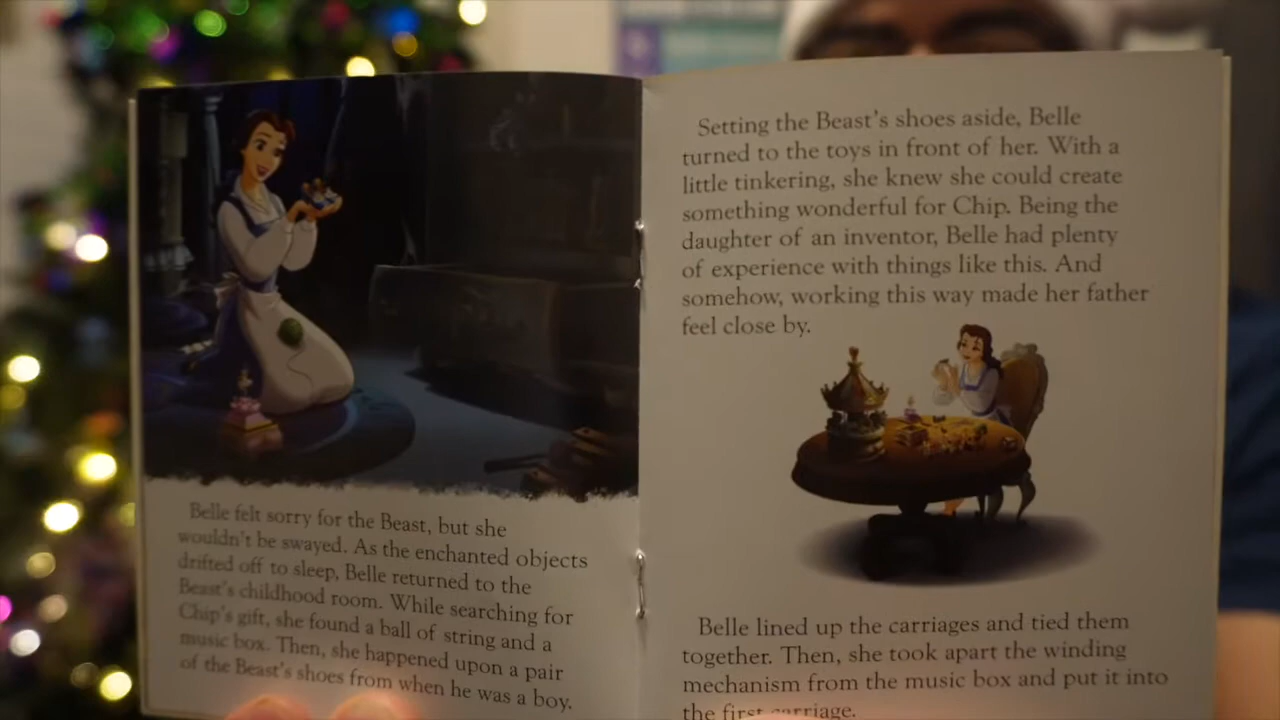 Belle felt sorry for the Beast, but she
wouldn't be swayed. As the enchanted objects
drifted off to sleep, Belle returned to the
Beast's childhood room. While searching for
Chip's gift, she found a ball of string and a
music box. Then, she happened upon a pair
of the Beast's shoes from when he was a boy.
Setting the Beast's shoes aside, Belle
turned to the toys in front of her. With a
little tinkering, she knew she could create
something wonderful for Chip. Being the
daughter of an inventor, Belle had plenty
of experience with things like this. And
somehow, working this way made her father
feel close by.
Belle lined up the carriages and tied them
together. Then, she took apart the winding
mechanism from the music box and put it into
the first carriage.